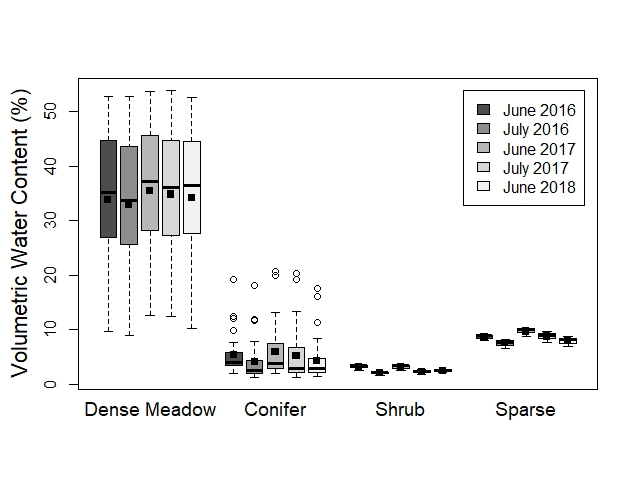 Volumetric Water Content (%)
50
40
30
20
10
0
June 2016
July 2016
June 2017
July 2017
June 2018
Dense Meadow Conifer Shrub Sparse